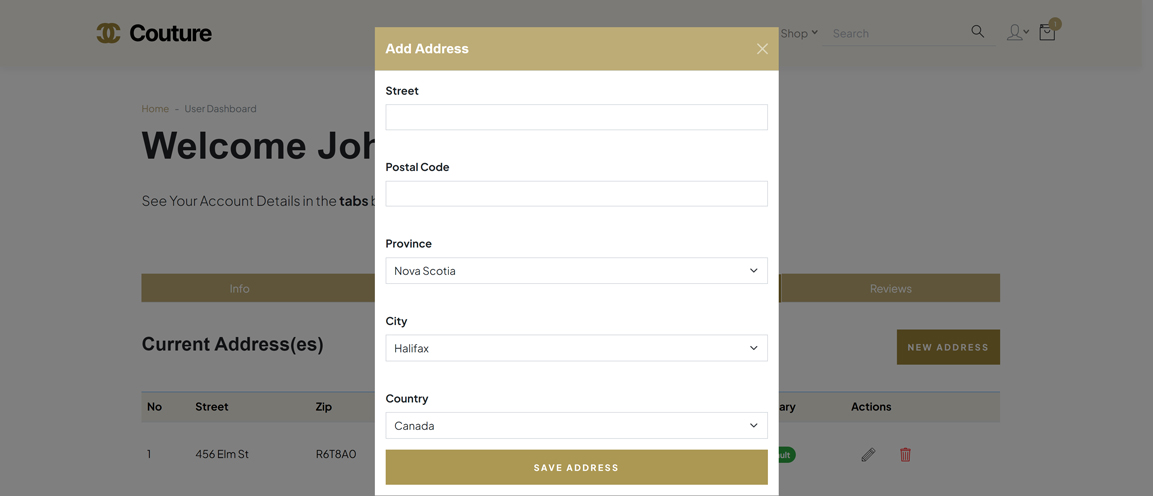 Couture
Shop
Search
1
Add Address
Home - User Dashboard
Welcome Joh
See Your Account Details in the tabs b
Street
Postal Code
Province
Nova Scotia
City
Halifax
Country
Canada
SAVE ADDRESS
Info
Reviews
Current Address(es)
NEW ADDRESS
No Street Zip ary Actions
1 456 Elm St R6T8A0 ult